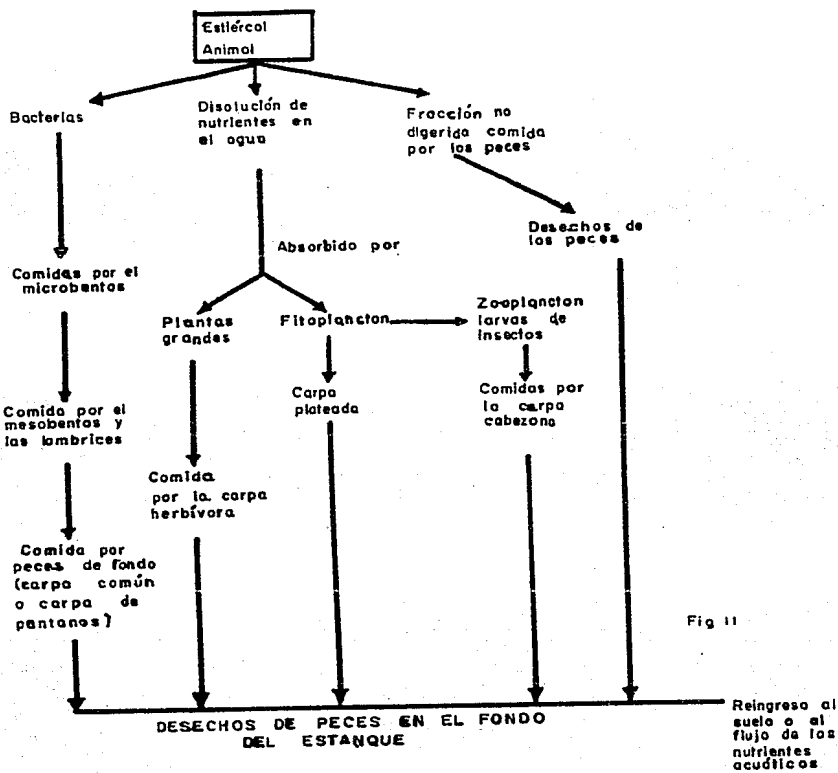 Estiércol
Animal
Bacterias
Disolución de
nutrientes en
el agua
Fracción no
digerida comida
por los peces
Desechos de
los peces
Absorbido por
Comidas por el
microbentos
Plantas
grandes
Fitoplancton
Zooplancton
larvas de
insectos
Carpa
plateada
Comidas por
la carpa
cabezona
Comida por el
mesobentos y
las lombrices
Comida
por la carpa
herbívora
Comida por
peces de fondo
(carpa común
o carpa de
pantanos)
Fig 11
DESECHOS DE PECES EN EL FONDO
DEL ESTANQUE
Reingreso al
suelo o al
flujo de los
nutrientes
acuáticos